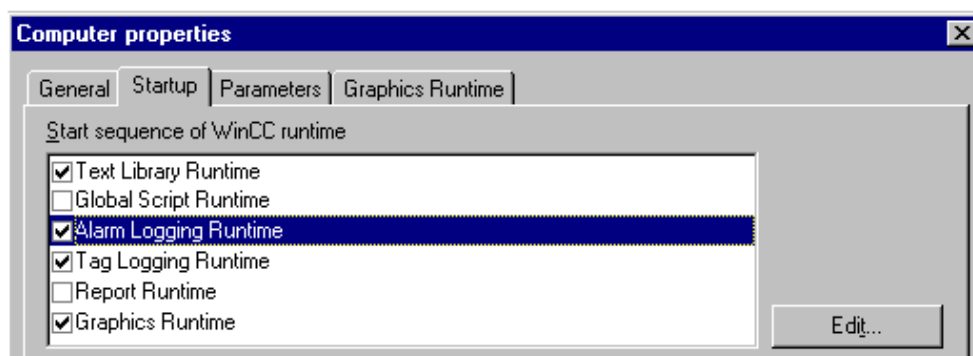 Computer properties
General Startup Parameters Graphics Runtime
Start sequence of WinCC runtime
Text Library Runtime
Global Script Runtime
Alarm Logging Runtime
Tag Logging Runtime
Report Runtime
Graphics Runtime
Edit...